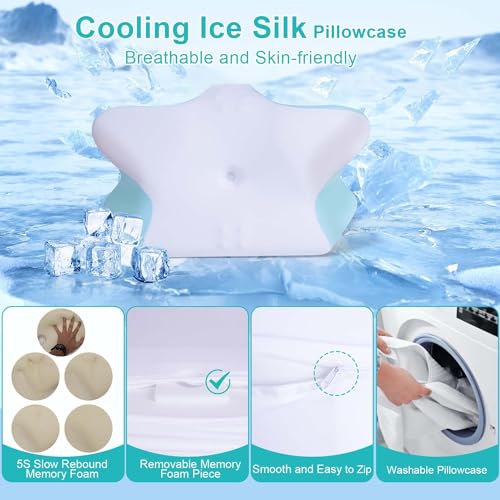 Cooling Ice Silk Pillowcase
Breathable and Skin-friendly
5S Slow Rebound
Memory Foam
Removable Memory
Foam Piece
Smooth and Easy to Zip
Washable Pillowcase